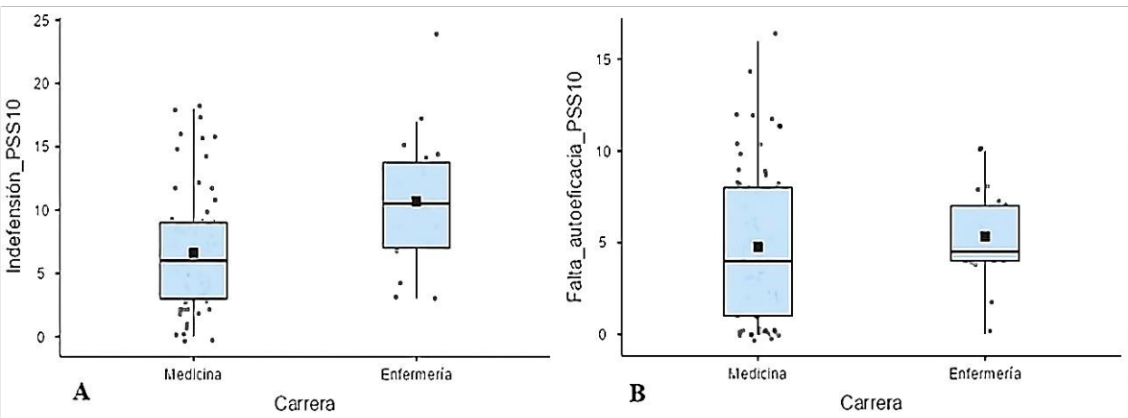 Indefensión_PSS10
25
20
15
10
5
0
Medicina
Enfermería
Carrera
A
Falta_autoeficacia_PSS10
15
10
5
0
Medicina
Enfermería
Carrera
B